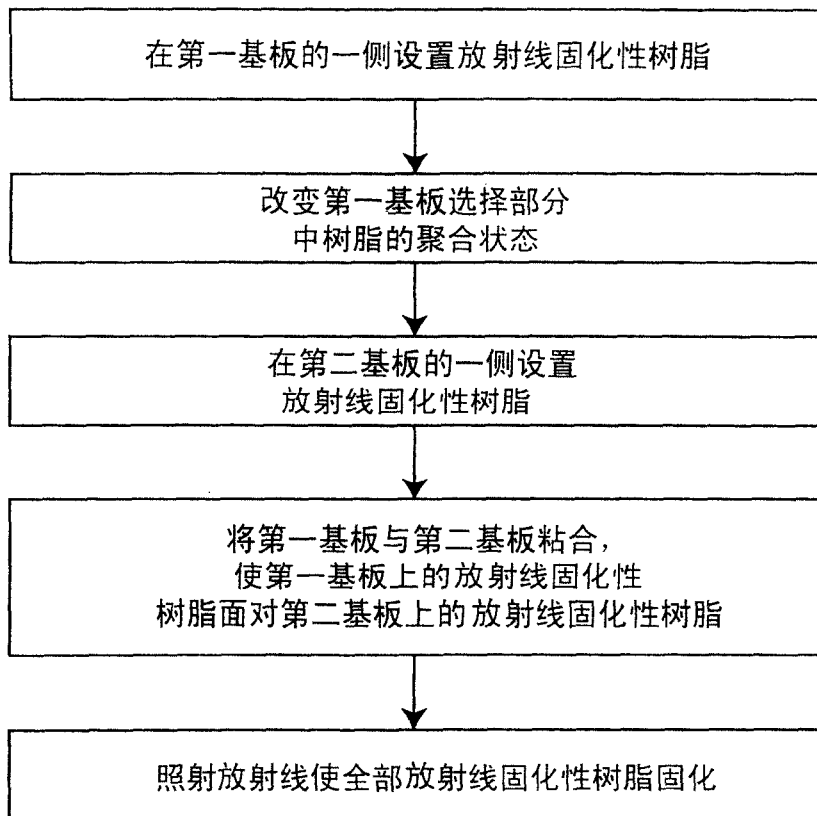 在第一基板的一侧设置放射线固化性树脂
改变第一基板选择部分
中树脂的聚合状态
在第二基板的一侧设置
放射线固化性树脂
将第一基板与第二基板粘合,
使第一基板上的放射线固化性
树脂面对第二基板上的放射线固化性树脂
照射放射线使全部放射线固化性树脂固化